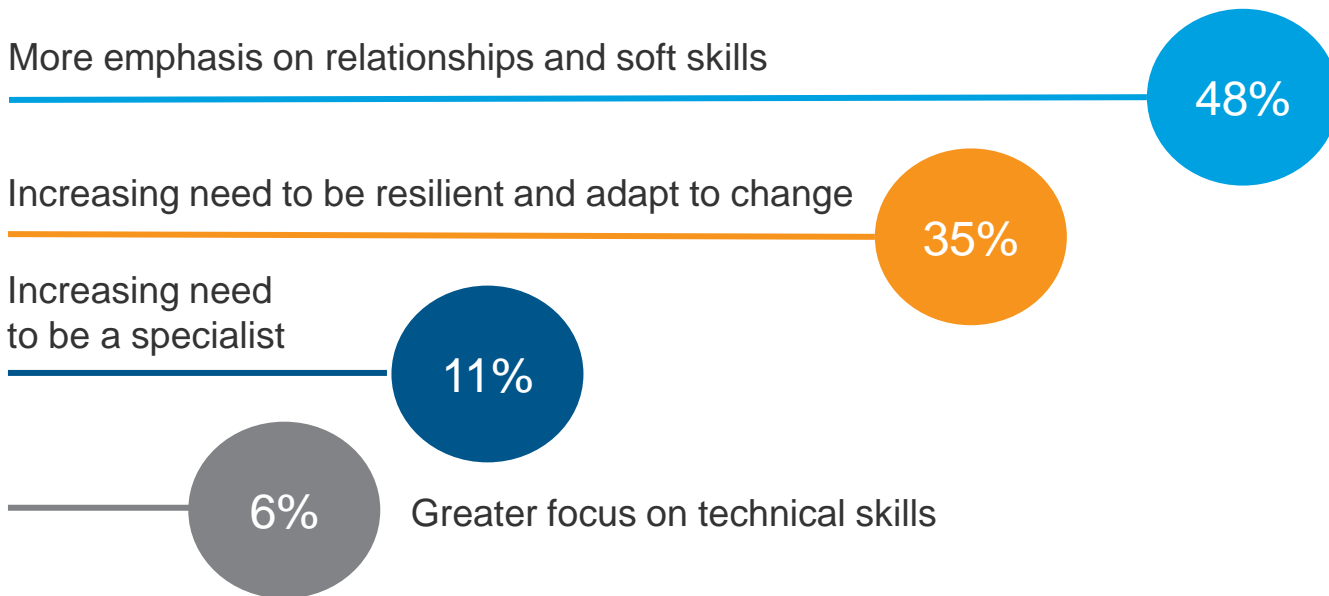 More emphasis on relationships and soft skills
48%
Increasing need to be resilient and adapt to change
35%
Increasing need
to be a specialist
11%
6%
Greater focus on technical skills